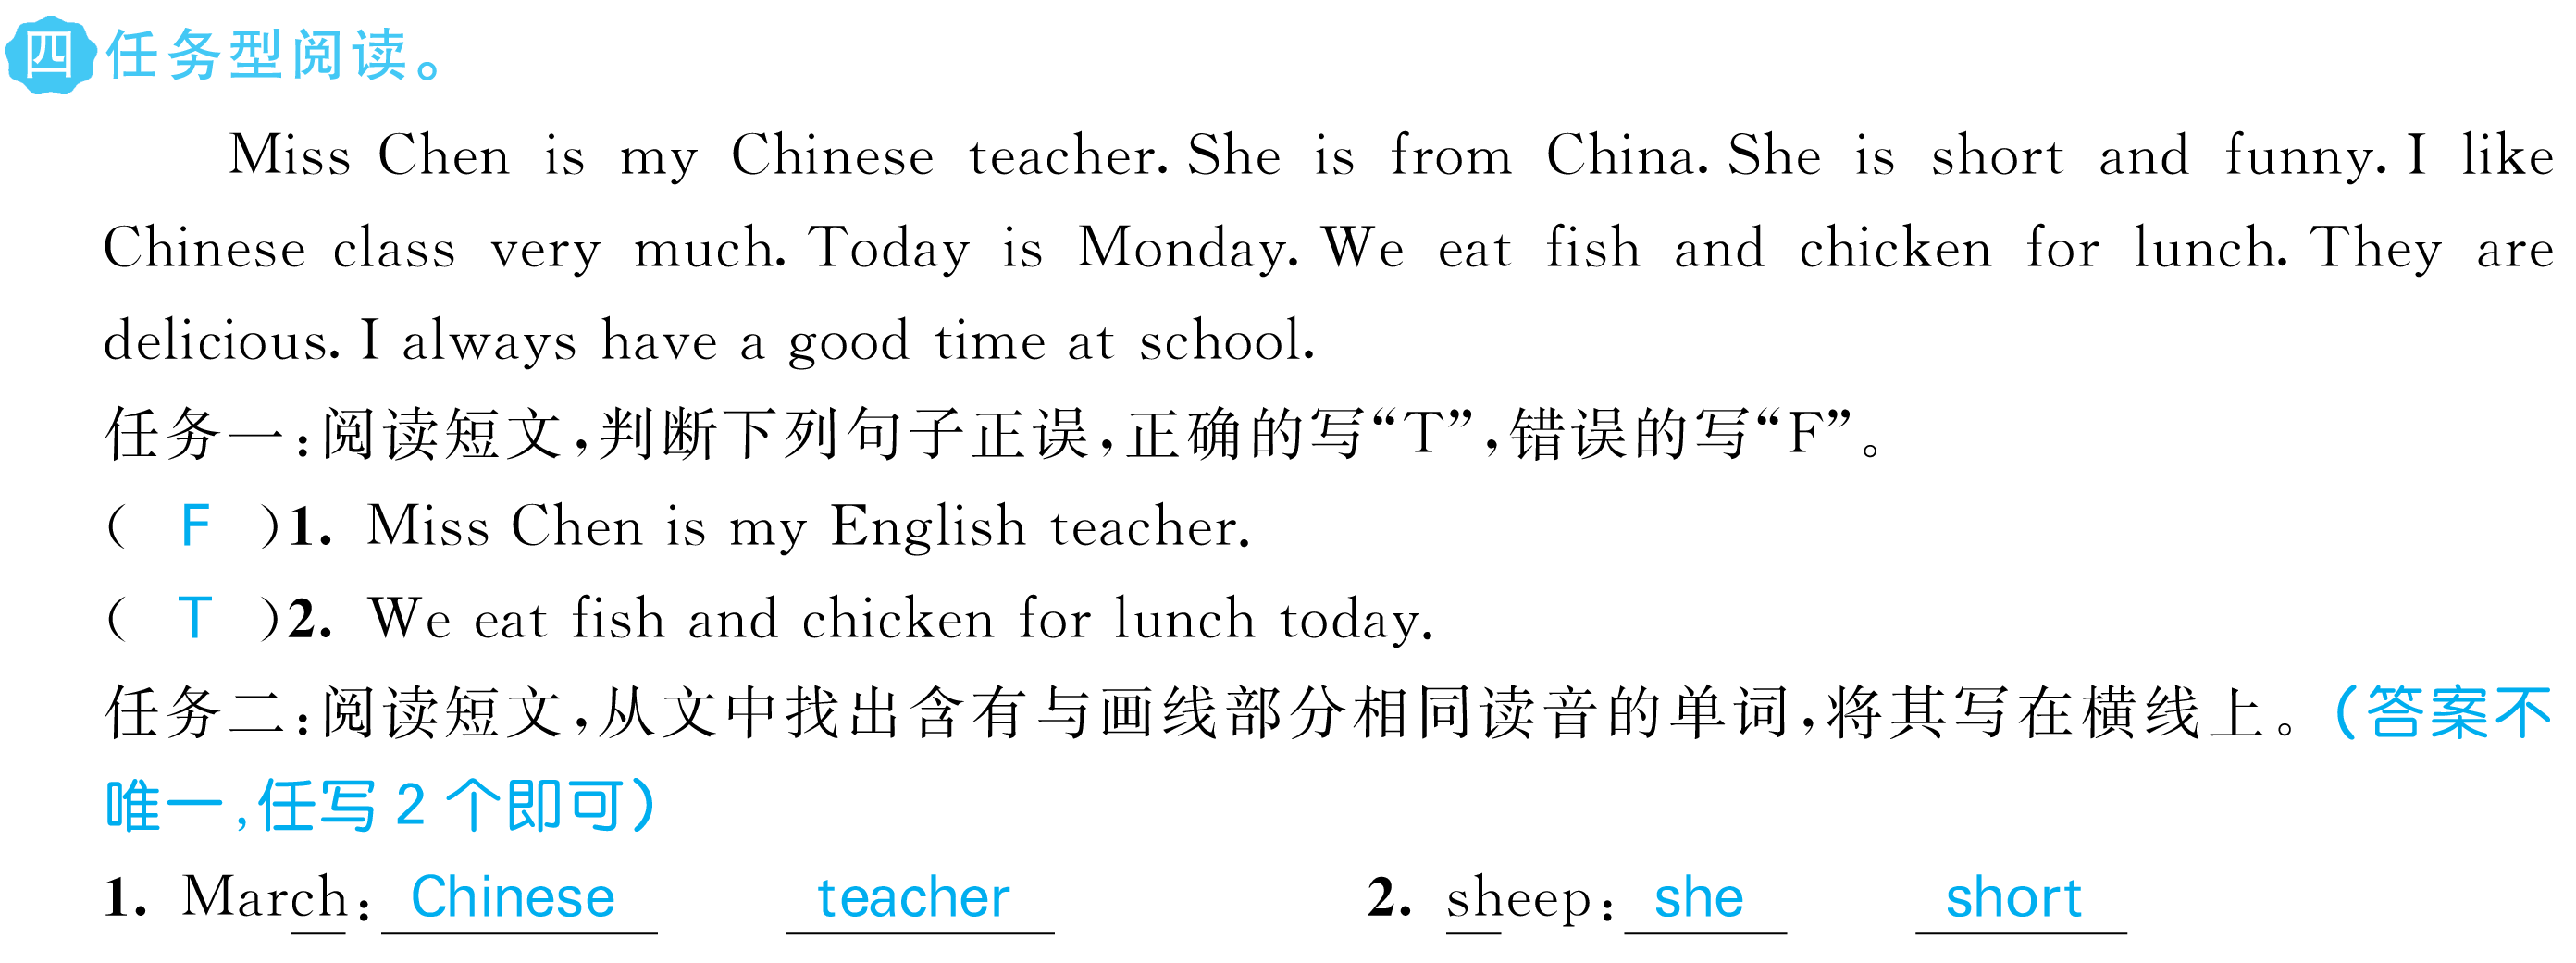 四 任务型阅读。
Miss Chen is my Chinese teacher. She is from China. She is short and funny. I like
Chinese class very much. Today is Monday. We eat fish and chicken for lunch. They are
delicious. I always have a good time at school.
任务一:阅读短文,判断下列句子正误,正确的写“T”,错误的写“F”。
( F )1. Miss Chen is my English teacher.
( T )2. We eat fish and chicken for lunch today.
任务二:阅读短文,从文中找出含有与画线部分相同读音的单词,将其写在横线上。(答案不
唯一,任写 2 个即可)
1. March: Chinese teacher 2. sheep: she short